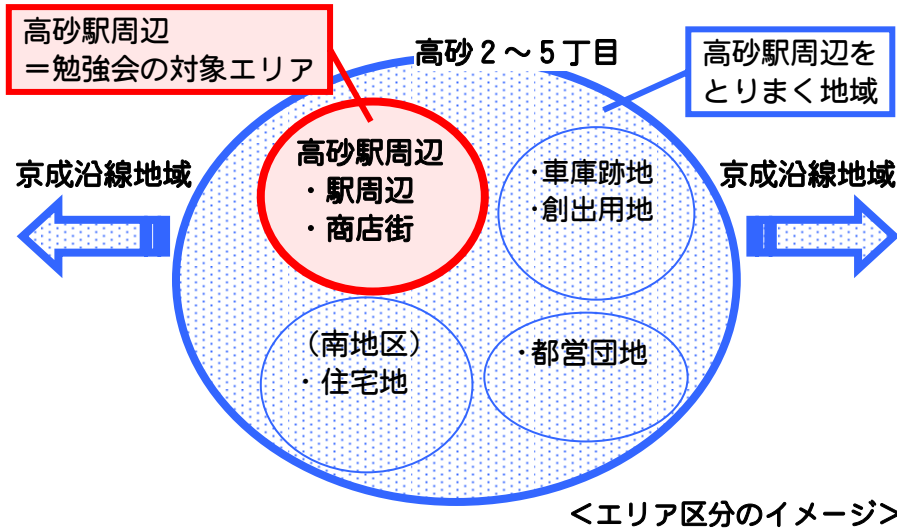 高砂駅周辺
＝勉強会の対象エリア
高砂２～５丁目
高砂駅周辺を
とりまく地域
京成沿線地域
高砂駅周辺
・駅周辺
・商店街
・車庫跡地
・創出用地
京成沿線地域
（南地区）
・住宅地
・都営団地
＜エリア区分のイメージ＞